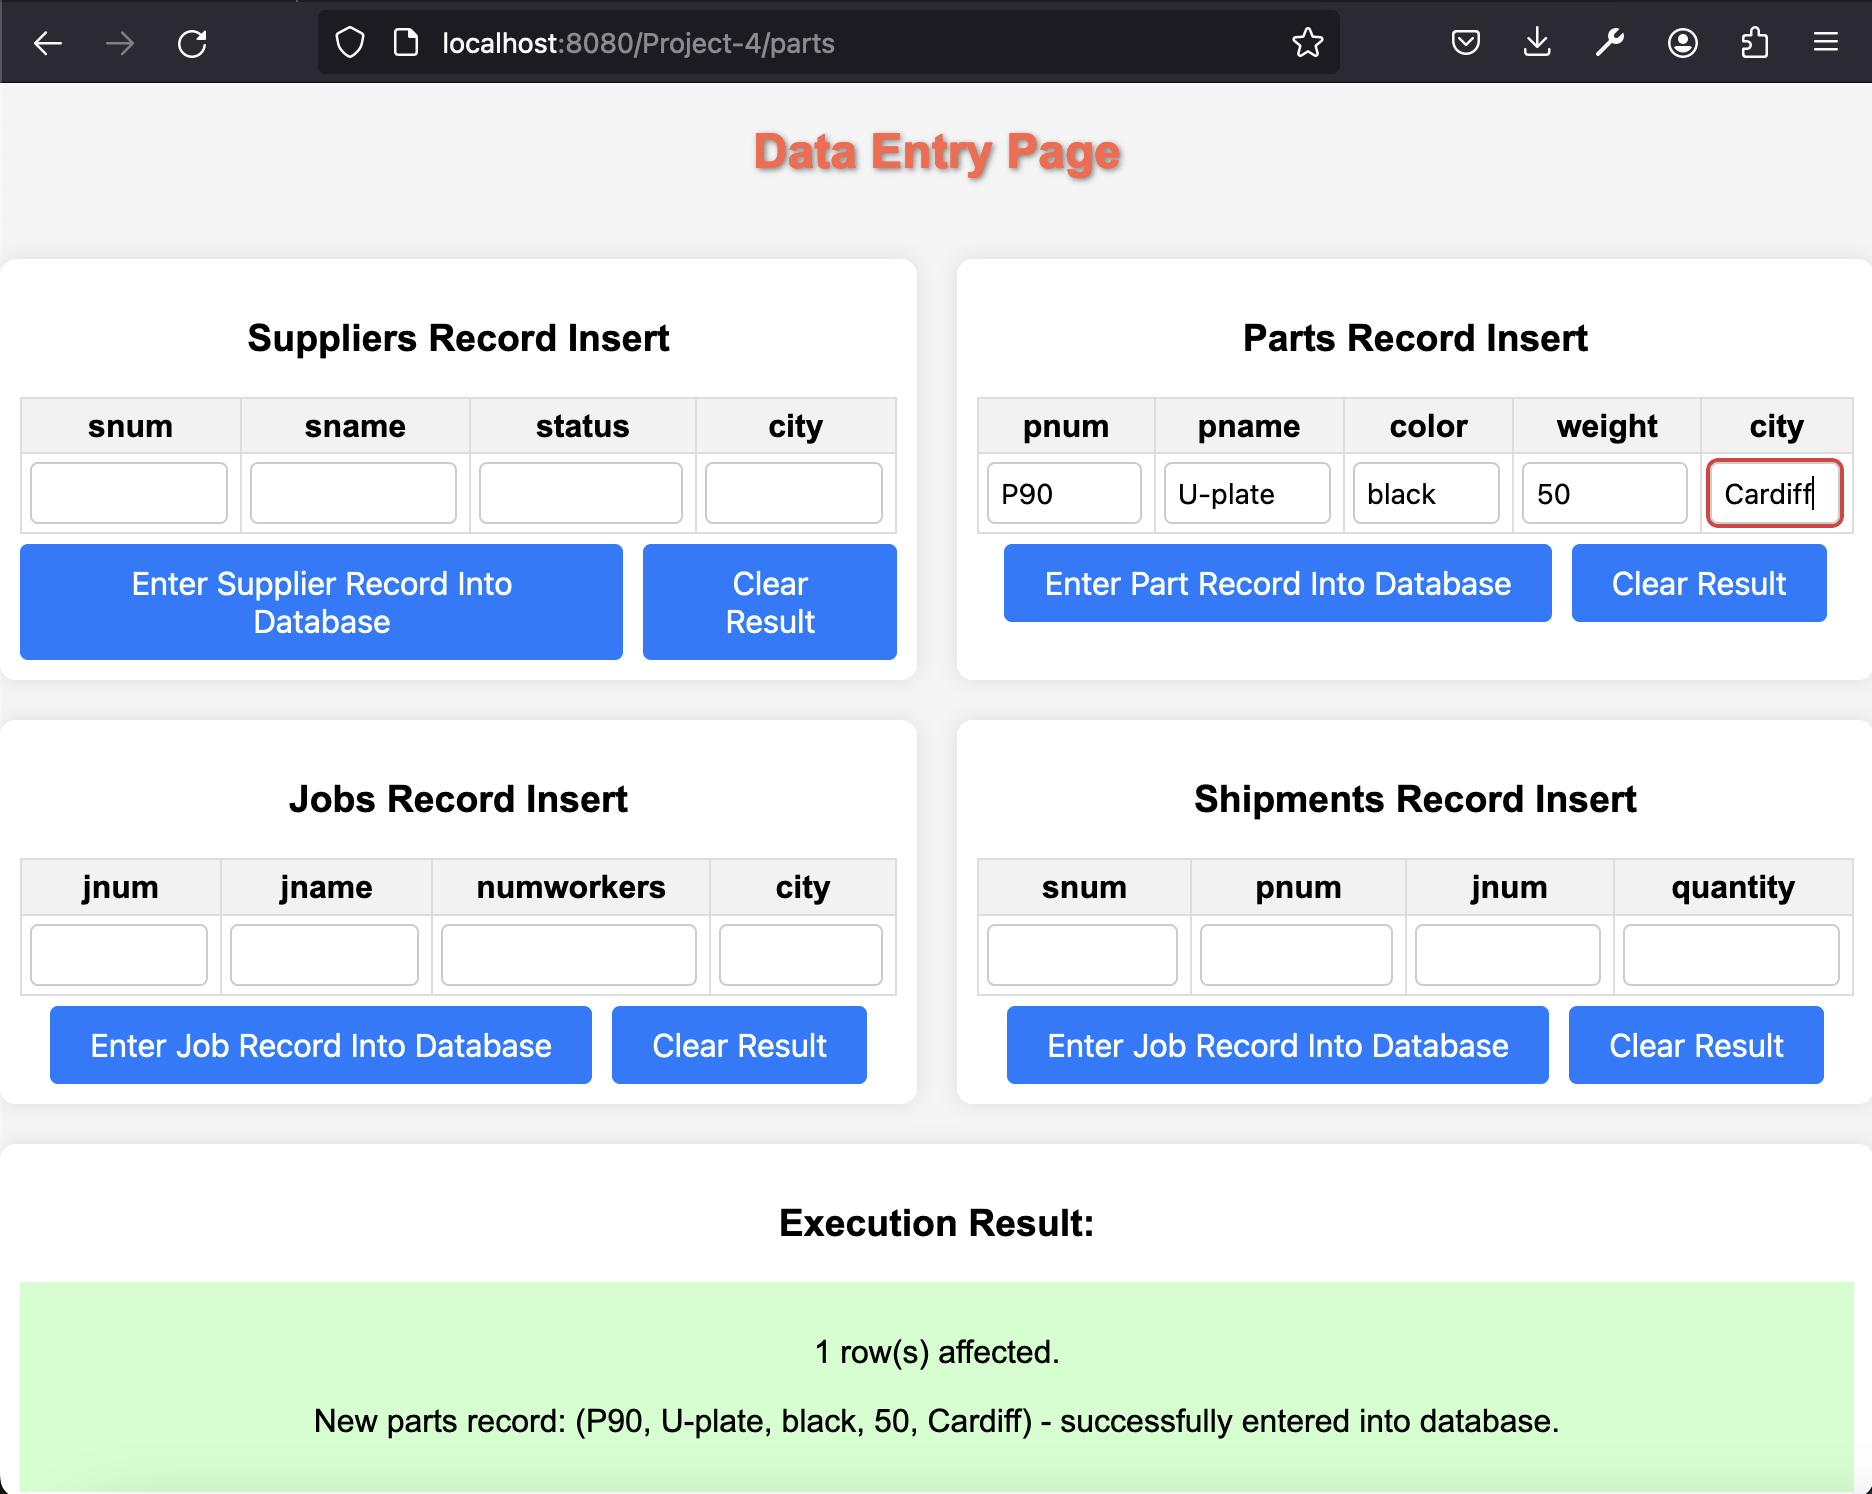 localhost:8080/Project-4/parts
Data Entry Page
Suppliers Record Insert
snum sname status city
Enter Supplier Record Into
Database
Clear
Result
Parts Record Insert
pnum pname color weight city
P90 U-plate black 50 Cardiff
Enter Part Record Into Database Clear Result
Jobs Record Insert
jnum jname numworkers city
Enter Job Record Into Database Clear Result
Shipments Record Insert
snum pnum jnum quantity
Enter Job Record Into Database Clear Result
Execution Result:
1 row(s) affected.
New parts record: (P90, U-plate, black, 50, Cardiff) - successfully entered into database.